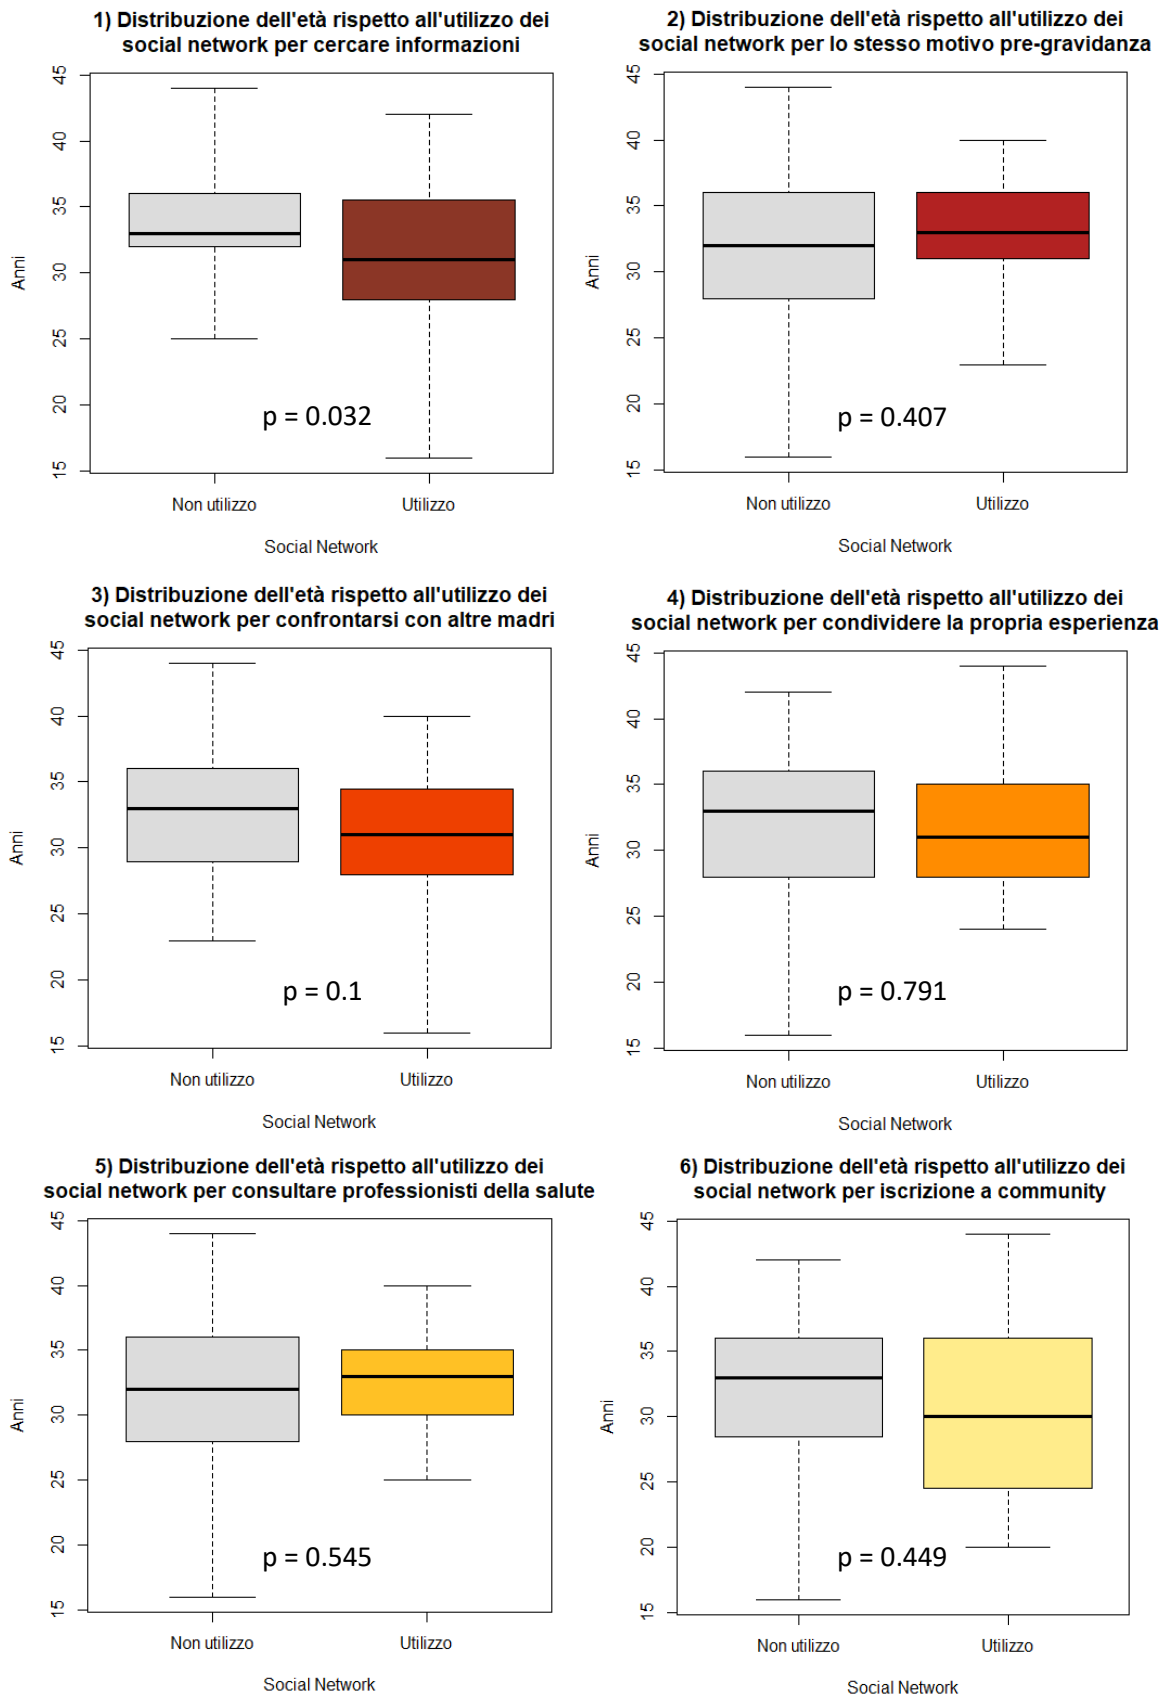 1) Distribuzione dell'età rispetto all'utilizzo dei
social network per cercare informazioni
45
40
35
30
25
20
15
Anni
p = 0.032
Non utilizzo
Utilizzo
Social Network
2) Distribuzione dell'età rispetto all'utilizzo dei
social network per lo stesso motivo pre-gravidanza
45
40
35
30
25
20
15
Anni
p = 0.407
Non utilizzo
Utilizzo
Social Network
3) Distribuzione dell'età rispetto all'utilizzo dei
social network per confrontarsi con altre madri
45
40
35
30
25
20
15
Anni
p = 0.1
Non utilizzo
Utilizzo
Social Network
4) Distribuzione dell'età rispetto all'utilizzo dei
social network per condividere la propria esperienza
45
40
35
30
25
20
15
Anni
p = 0.791
Non utilizzo
Utilizzo
Social Network
5) Distribuzione dell'età rispetto all'utilizzo dei
social network per consultare professionisti della salute
45
40
35
30
25
20
15
Anni
p = 0.545
Non utilizzo
Utilizzo
Social Network
6) Distribuzione dell'età rispetto all'utilizzo dei
social network per iscrizione a community
45
40
35
30
25
20
15
Anni
p = 0.449
Non utilizzo
Utilizzo
Social Network